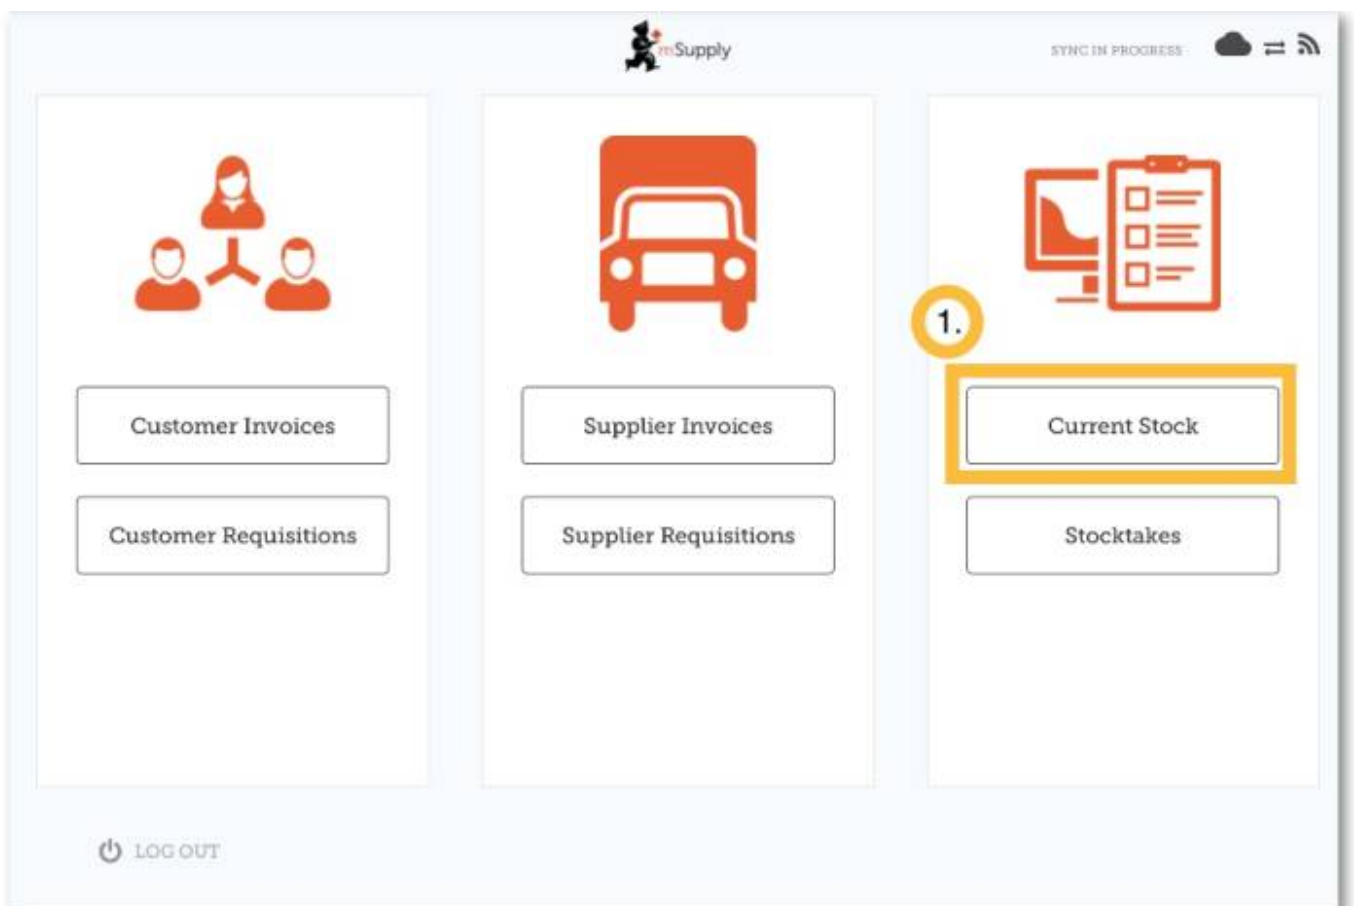 mSupply
SYNC IN PROGRESS
1.
Customer Invoices
Supplier Invoices
Current Stock
Customer Requisitions
Supplier Requisitions
Stocktakes
LOG OUT